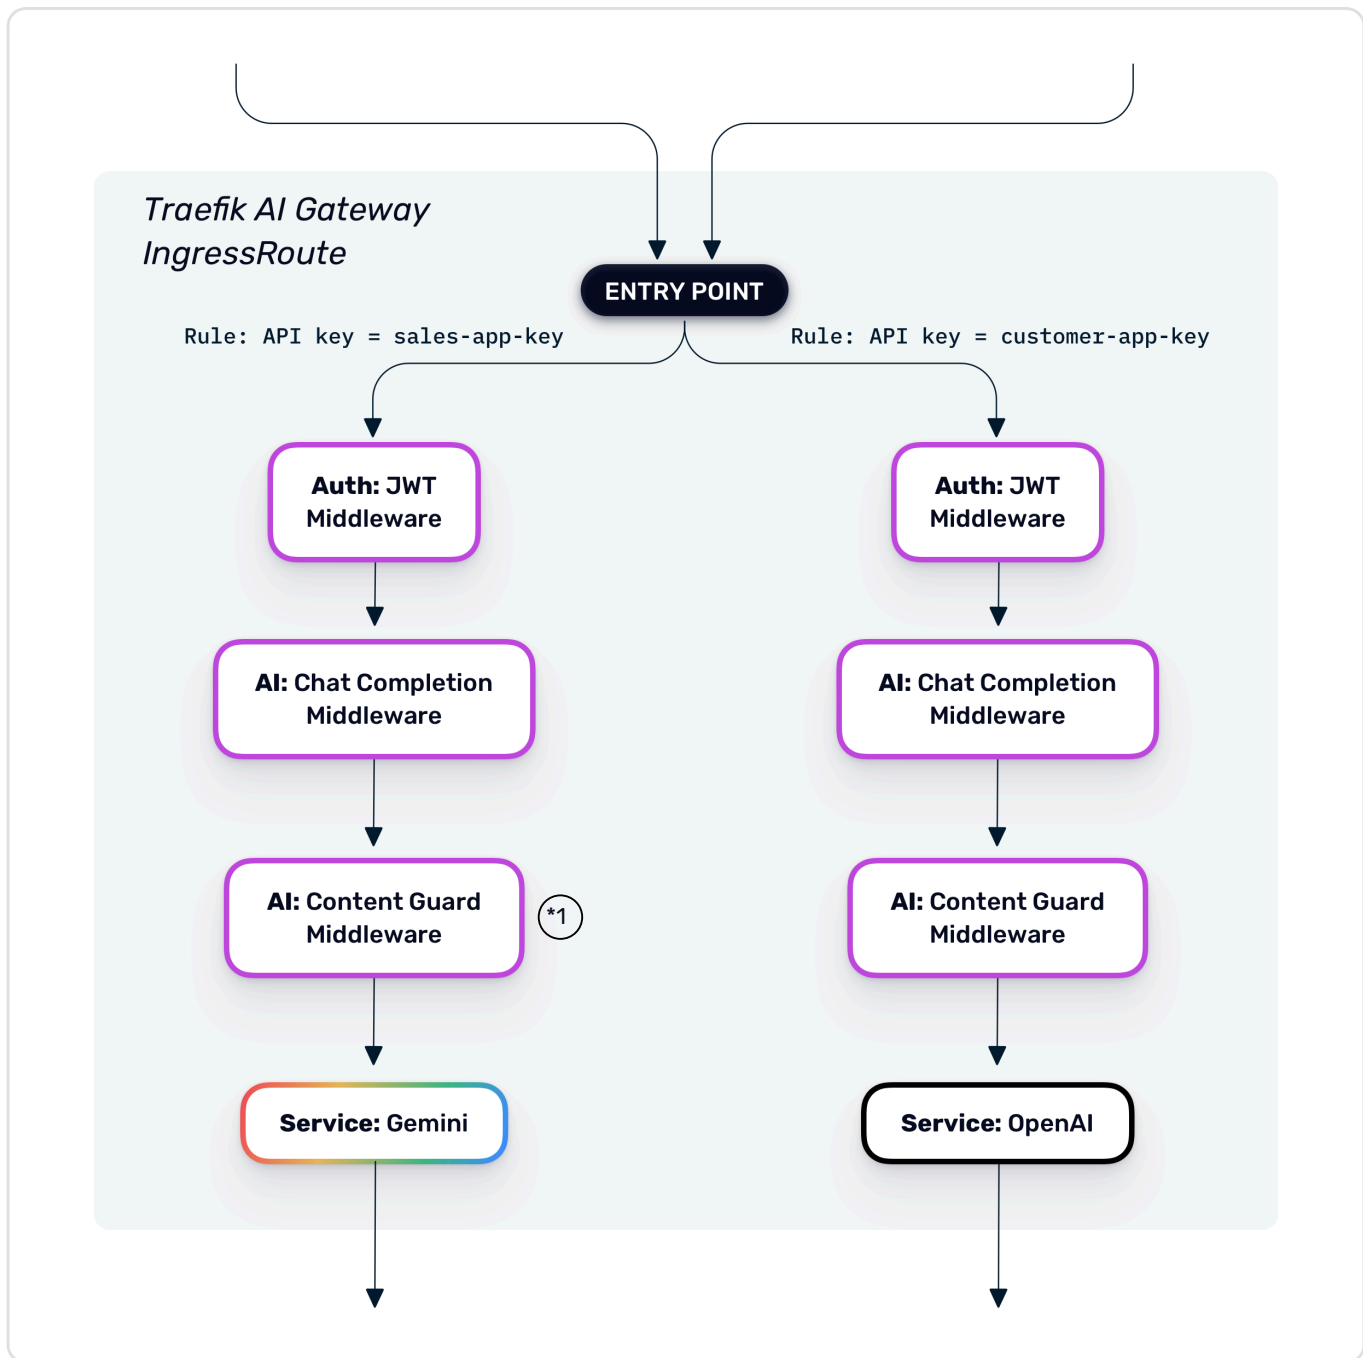 Traefik AI Gateway
IngressRoute
ENTRY POINT
Rule: API key = sales-app-key
Rule: API key = customer-app-key
Auth: JWT
Middleware
Auth: JWT
Middleware
AI: Chat Completion
Middleware
AI: Chat Completion
Middleware
AI: Content Guard
Middleware
*1
AI: Content Guard
Middleware
Service: Gemini
Service: OpenAI